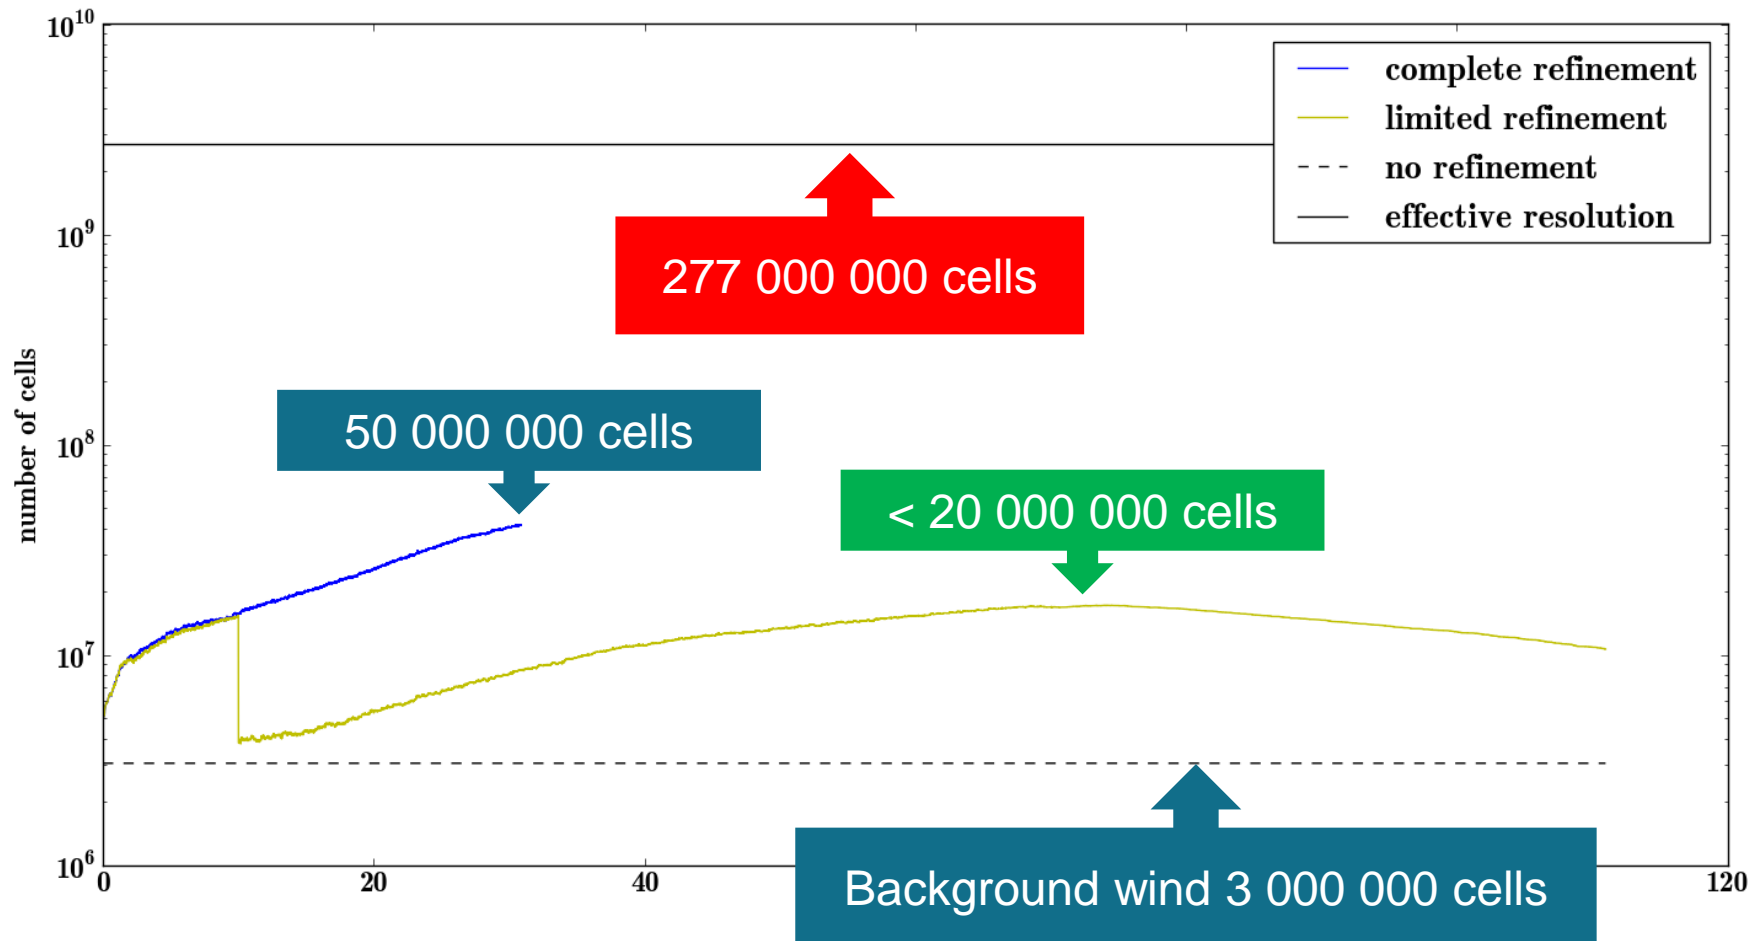 10^10
complete refinement
limited refinement
no refinement
effective resolution
10^9
277 000 000 cells
number of cells
50 000 000 cells
10^8
< 20 000 000 cells
10^7
10^6
Background wind 3 000 000 cells
0 20 40 120